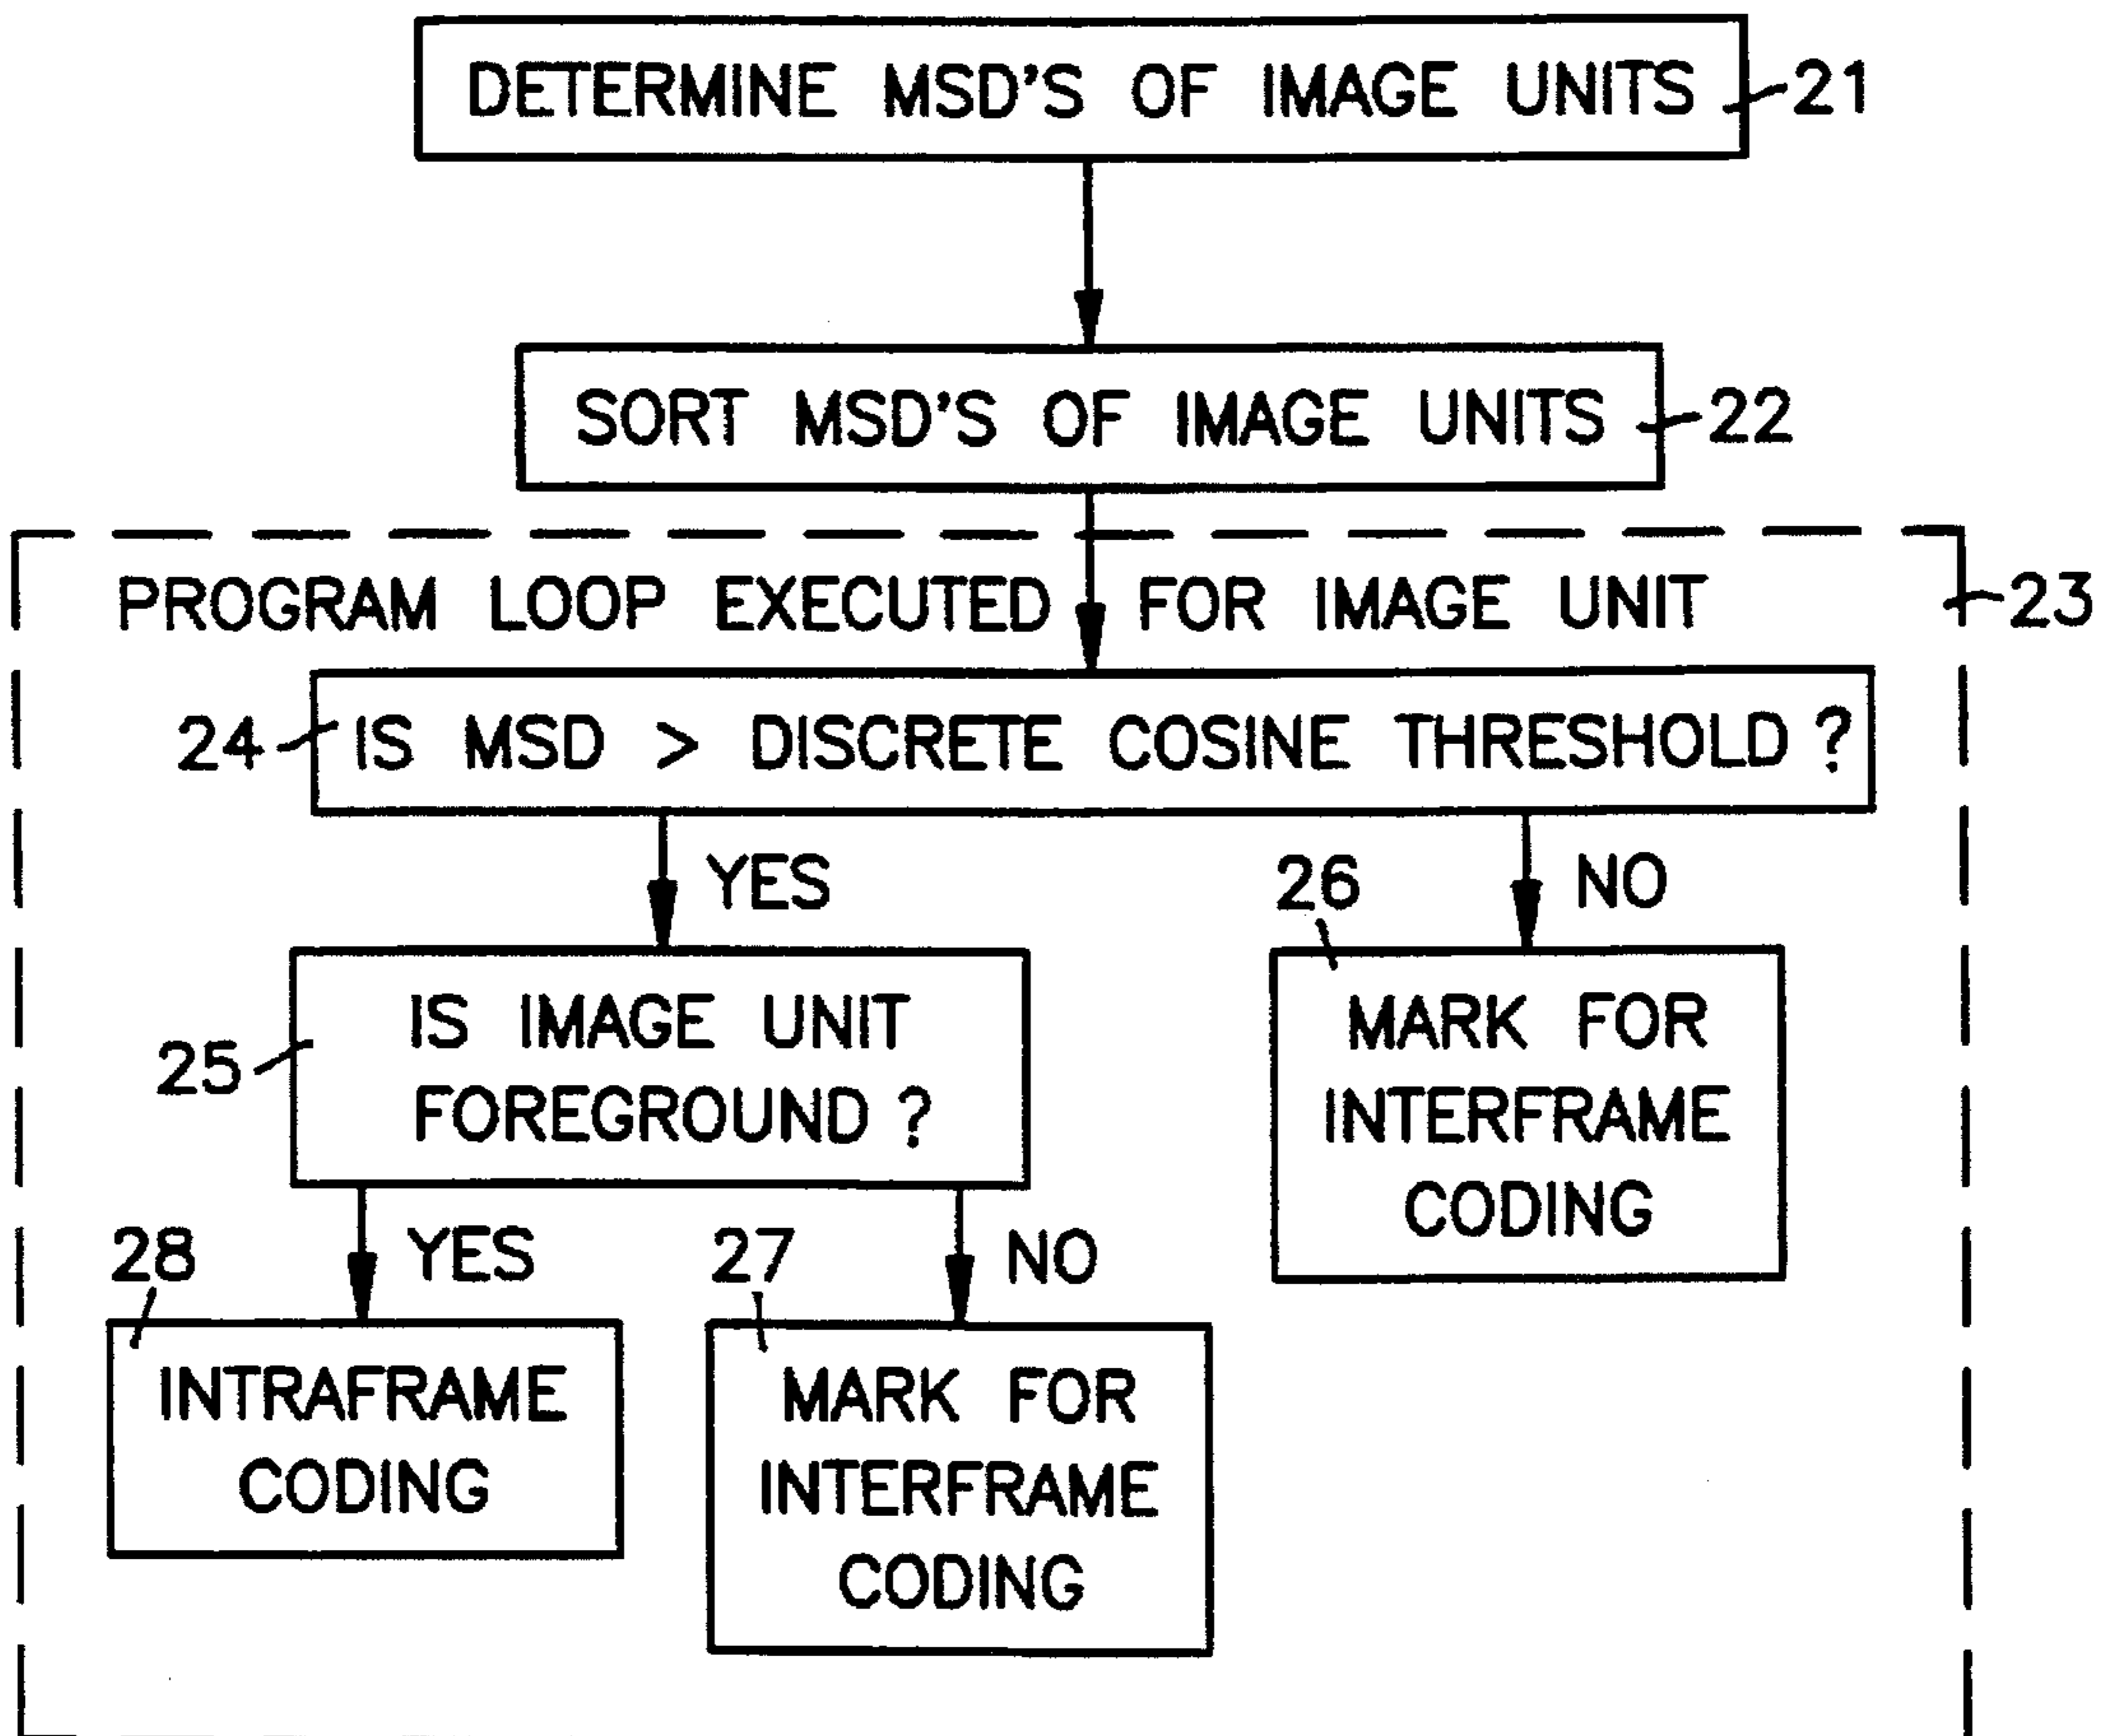 DETERMINE MSD'S OF IMAGE UNITS
21
SORT MSD'S OF IMAGE UNITS
22
PROGRAM LOOP EXECUTED FOR IMAGE UNIT
23
24
IS MSD > DISCRETE COSINE THRESHOLD ?
YES
26
NO
25
IS IMAGE UNIT
FOREGROUND ?
MARK FOR
INTERFRAME
CODING
28
YES
27
NO
INTRAFRAME
CODING
MARK FOR
INTERFRAME
CODING